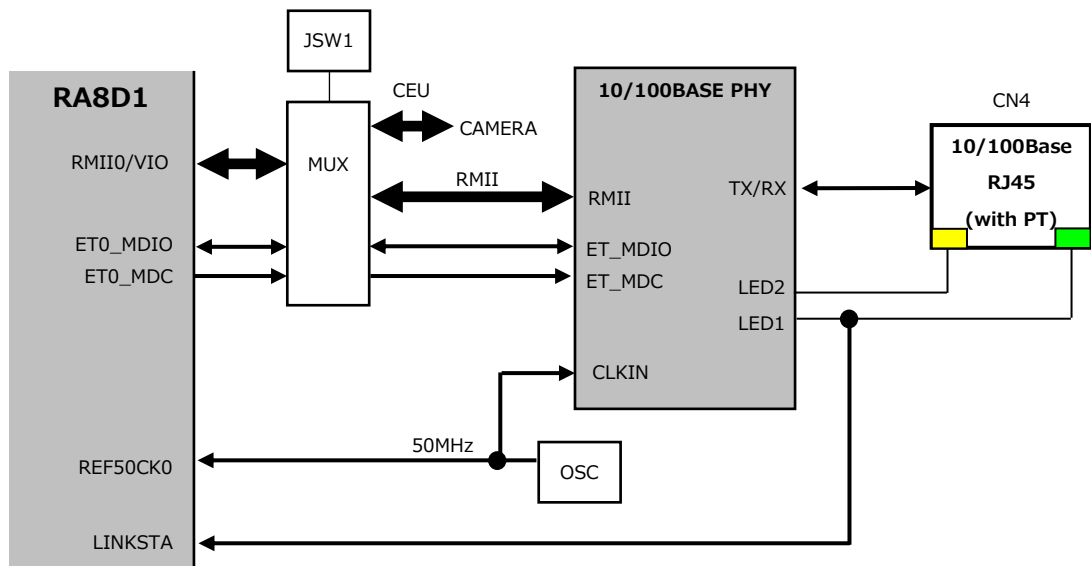 JSW1
RA8D1
RMII0/VIO
ET0_MDIO
ET0_MDC
REF50CK0
LINKSTA
MUX
CEU
CAMERA
RMII
50MHz
OSC
10/100BASE PHY
RMII
ET_MDIO
ET_MDC
CLKIN
TX/RX
LED2
LED1
CN4
10/100Base
RJ45
(with PT)